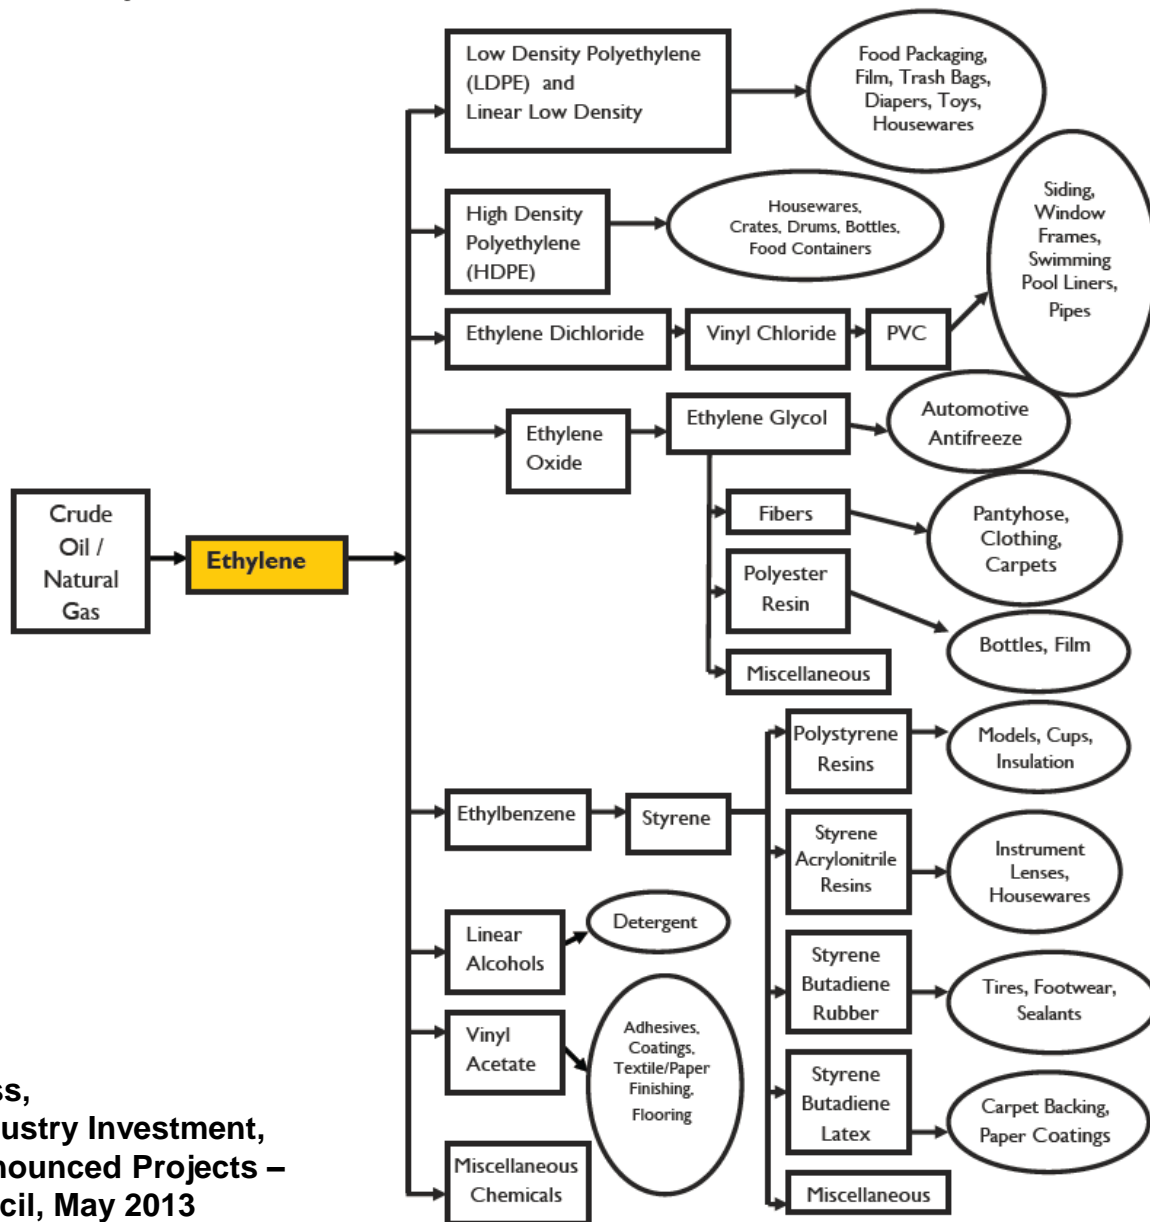 Low Density Polyethylene
(LDPE) and
Linear Low Density
Food Packaging,
Film, Trash Bags,
Diapers, Toys,
Housewares
High Density
Polyethylene
(HDPE)
Housewares,
Crates, Drums, Bottles,
Food Containers
Siding,
Window
Frames,
Swimming
Pool Liners,
Pipes
Ethylene Dichloride
Vinyl Chloride
PVC
Ethylene
Oxide
Ethylene Glycol
Automotive
Antifreeze
Crude
Oil /
Natural
Gas
Ethylene
Fibers
Pantyhose,
Clothing,
Carpets
Polyester
Resin
Bottles, Film
Miscellaneous
Polystyrene
Resins
Models, Cups,
Insulation
Ethylbenzene
Styrene
Styrene
Acrylonitrile
Resins
Instrument
Lenses,
Housewares
Linear
Alcohols
Detergent
Styrene
Butadiene
Rubber
Tires, Footwear,
Sealants
Vinyl
Acetate
Adhesives,
Coatings,
Textile/Paper
Finishing,
Flooring
Styrene
Butadiene
Latex
Carpet Backing,
Paper Coatings
Miscellaneous
Chemicals
Miscellaneous
ss,
ustry Investment,
nounced Projects –
cil, May 2013